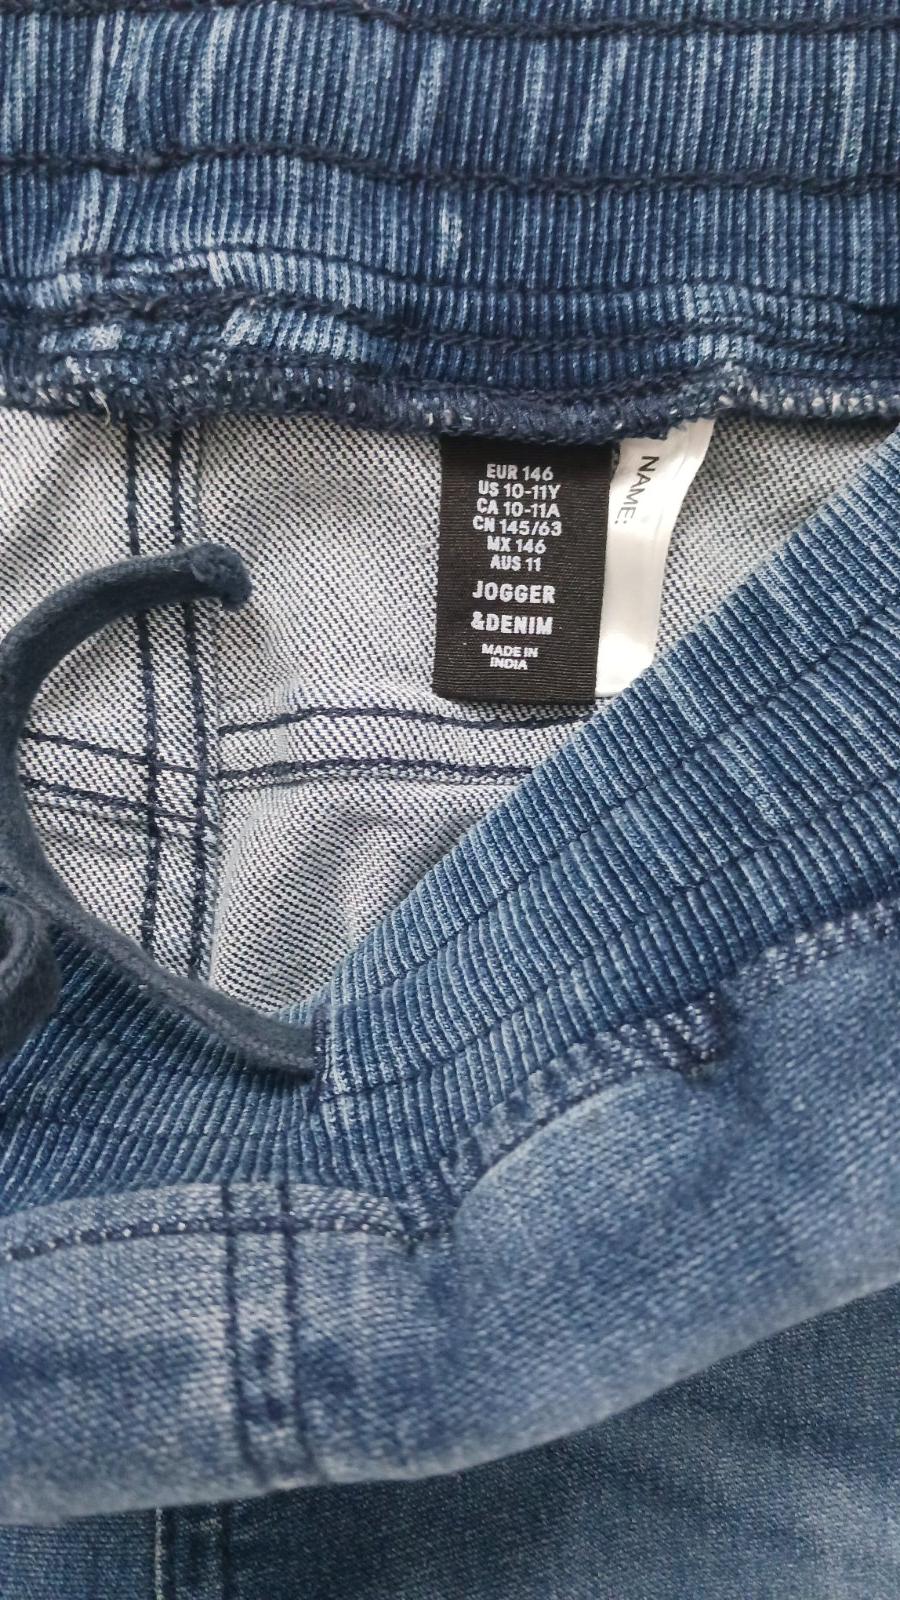 EUR 146
US 10-11Y
CA 10-11A
CN 145/63
MX 146
AUS 11
JOGGER
&DENIM
MADE IN
INDIA
NAME: